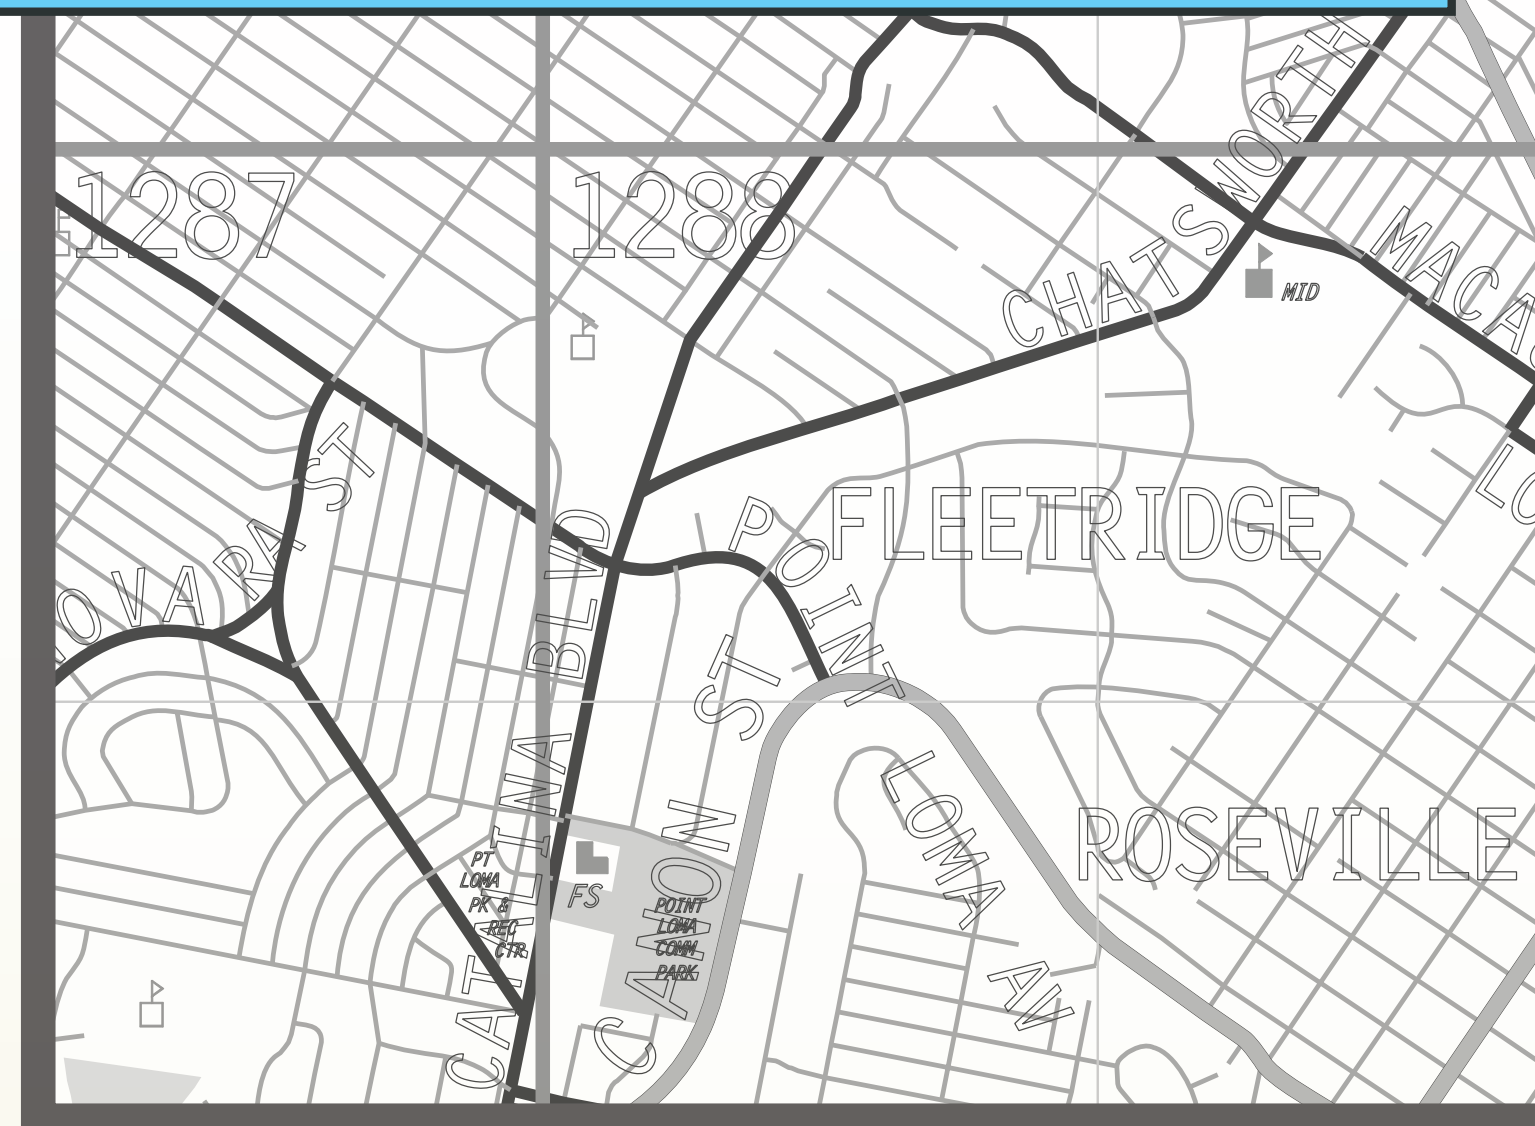 CHATSWORTH
1287
1288
MID
NOVARA ST
FLEETRIDGE
CATALINA BLVD
POINT LOMA AV
CANON ST
ROSEVILLE
PT
LOMA
PK &
REC
CTR
FS
POINT
LOMA
COMM
PARK